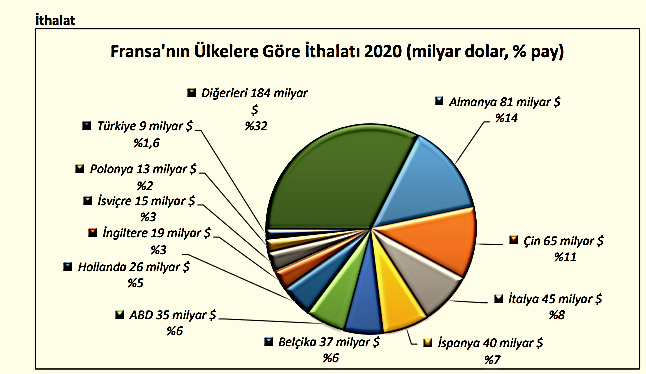 İthalat
Fransa'nın Ülkelere Göre İthalatı 2020 (milyar dolar, % pay)
Diğerleri 184 milyar
$
%32
Almanya 81 milyar $
%14
Türkiye 9 milyar $
%1,6
Polonya 13 milyar $
%2
İsviçre 15 milyar $
%3
İngiltere 19 milyar $
%3
Çin 65 milyar $
%11
Hollanda 26 milyar $
%5
İtalya 45 milyar $
%8
ABD 35 milyar $
%6
Belçika 37 milyar $
%6
İspanya 40 milyar $
%7